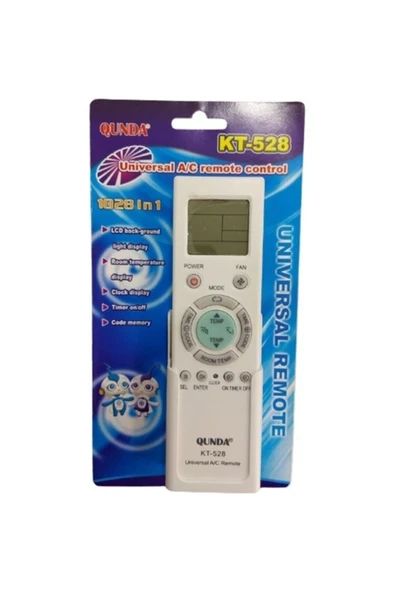 QUNDA®
KT-528
Universal A/C remote control
1028 in 1
LCD back-ground
light display
Room temperature
display
Clock display
Timer on/off
Code memory
UNIVERSAL REMOTE
POWER
FAN
MODE
TEMP
TEMP
ROOM TEMP
SEL
ENTER
ON TIMER OFF
QUNDA®
KT-528
Universal A/C Remote